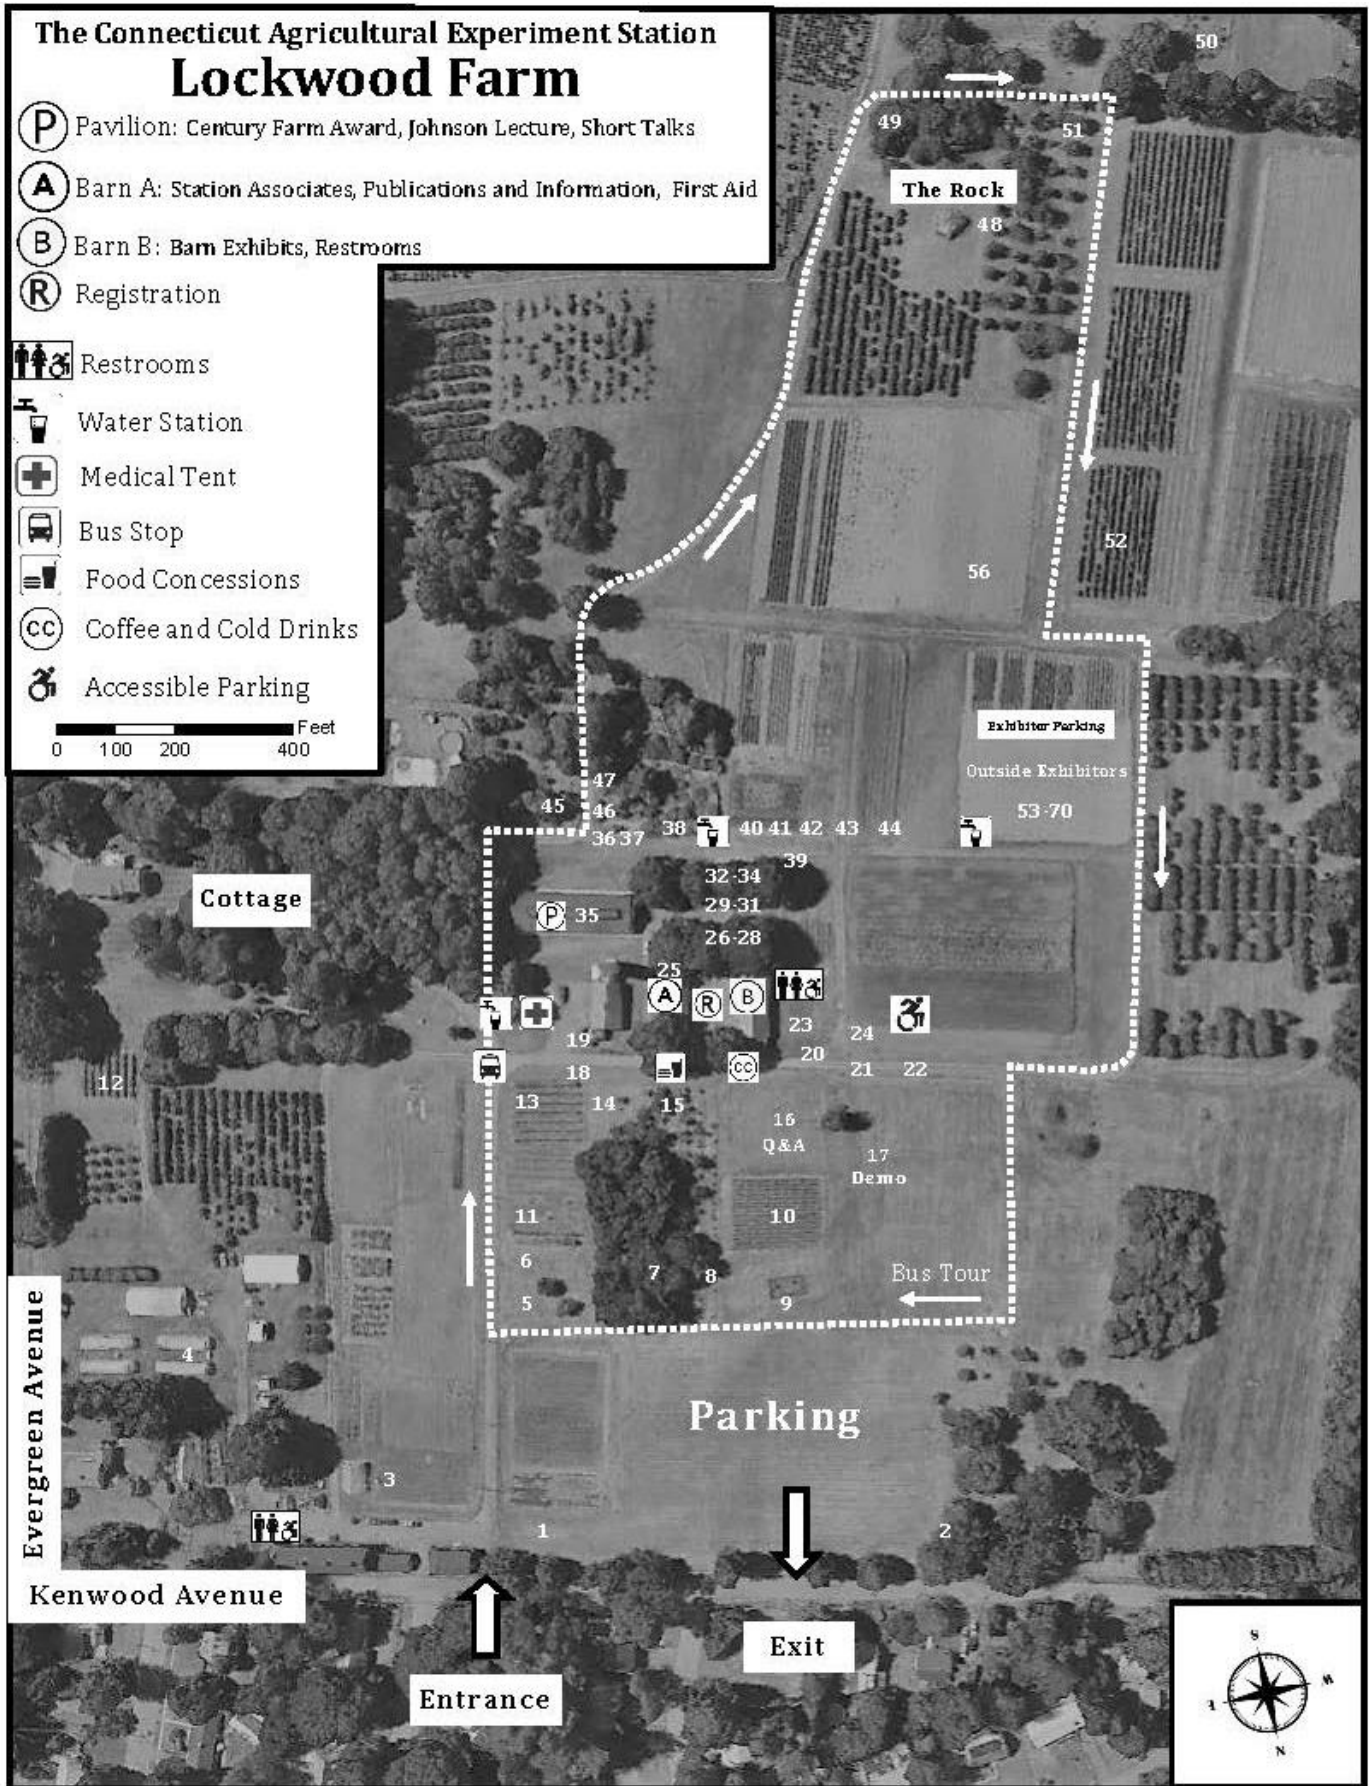 The Connecticut Agricultural Experiment Station
Lockwood Farm
P Pavilion: Century Farm Award, Johnson Lecture, Short Talks
A Barn A: Station Associates, Publications and Information, First Aid
B Barn B: Barn Exhibits, Restrooms
R Registration
Restrooms
Water Station
Medical Tent
Bus Stop
Food Concessions
CC Coffee and Cold Drinks
Accessible Parking
Feet
0 100 200 400
50
49
51
The Rock
48
52
56
Exhibitor Parking
Outside Exhibitors
53-70
47
45
46
36 37
38
40 41 42 43 44
39
32-34
Cottage
29-31
P 35
26-28
25
A R B
23
24
19
20
18
CC
21 22
12
13
14
15
16
Q&A
17
Demo
11
10
6
7
8
Bus Tour
5
9
4
Evergreen Avenue
Parking
3
1
2
Kenwood Avenue
Exit
Entrance
S
W
E
N